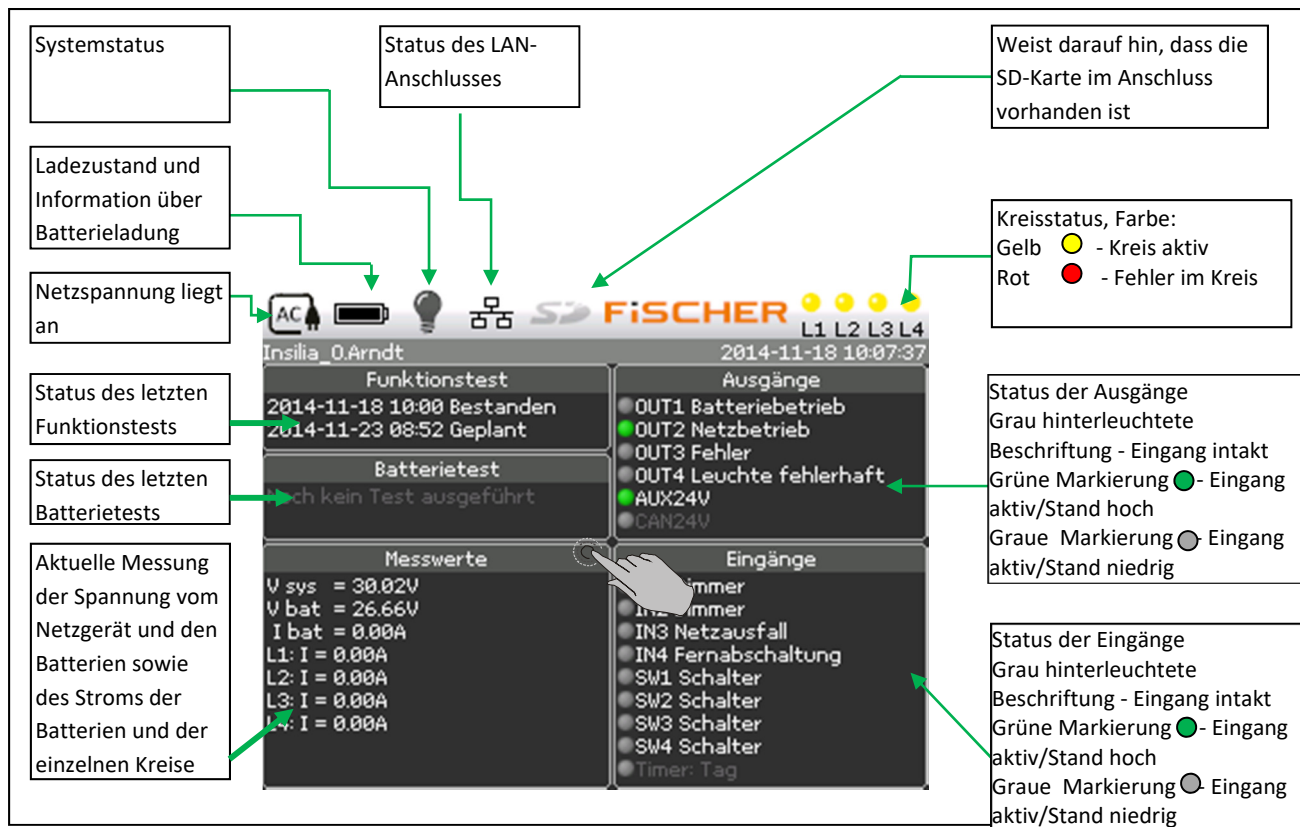 Systemstatus
Status des LAN-
Anschlusses
Weist darauf hin, dass die
SD-Karte im Anschluss
vorhanden ist
Ladezustand und
Information über
Batterieladung
Kreisstatus, Farbe:
Gelb - Kreis aktiv
Rot - Fehler im Kreis
Netzspannung liegt
an
AC
SD
FiSCHER
L1 L2 L3 L4
Insilia_O.Arndt
2014-11-18 10:07:37
Status des letzten
Funktionstests
Funktionstest
2014-11-18 10:00 Bestanden
2014-11-23 08:52 Geplant
Status des letzten
Batterietests
Batterietest
Noch kein Test ausgeführt
Ausgänge
OUT1 Batteriebetrieb
OUT2 Netzbetrieb
OUT3 Fehler
OUT4 Leuchte fehlerhaft
AUX24V
CAN24V
Status der Ausgänge
Grau hinterleuchtete
Beschriftung - Eingang intakt
Grüne Markierung - Eingang
aktiv/Stand hoch
Graue Markierung - Eingang
aktiv/Stand niedrig
Aktuelle Messung
der Spannung vom
Netzgerät und den
Batterien sowie
des Stroms der
Batterien und der
einzelnen Kreise
Messwerte
V sys = 30.02V
V bat = 26.66V
I bat = 0.00A
L1: I = 0.00A
L2: I = 0.00A
L3: I = 0.00A
L4: I = 0.00A
Eingänge
IN2 Dimmer
IN3 Netzausfall
IN4 Fernabschaltung
SW1 Schalter
SW2 Schalter
SW3 Schalter
SW4 Schalter
Timer: Tag
Status der Eingänge
Grau hinterleuchtete
Beschriftung - Eingang intakt
Grüne Markierung - Eingang
aktiv/Stand hoch
Graue Markierung - Eingang
aktiv/Stand niedrig